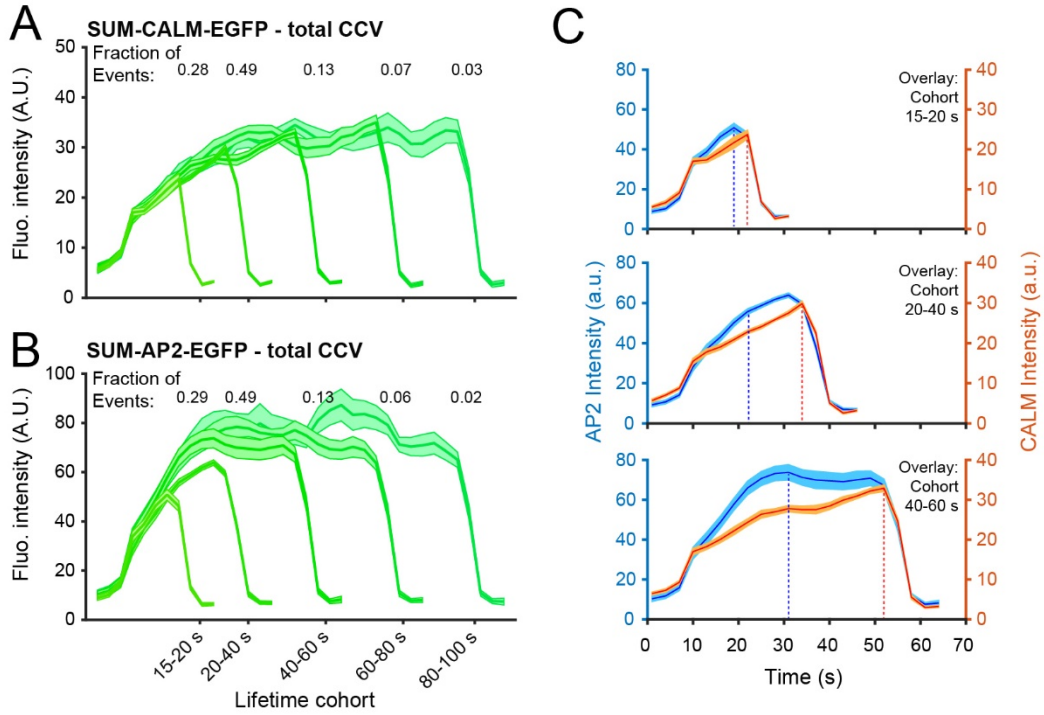 A
SUM-CALM-EGFP - total CCV
Fraction of
Events:
0.28 0.49 0.13 0.07 0.03
Fluo. intensity (A.U.)
50
40
30
20
10
0
B
SUM-AP2-EGFP - total CCV
Fraction of
Events:
0.29 0.49 0.13 0.06 0.02
Fluo. intensity (A.U.)
100
80
60
40
20
0
15-20 s
20-40 s
40-60 s
60-80 s
80-100 s
Lifetime cohort
C
AP2 Intensity (a.u.)
CALM Intensity (a.u.)
80
60
40
20
0
Overlay:
Cohort
15-20 s
40
30
20
10
0
80
60
40
20
0
Overlay:
Cohort
20-40 s
40
30
20
10
0
80
60
40
20
0
Overlay:
Cohort
40-60 s
40
30
20
10
0
0 10 20 30 40 50 60 70
Time (s)